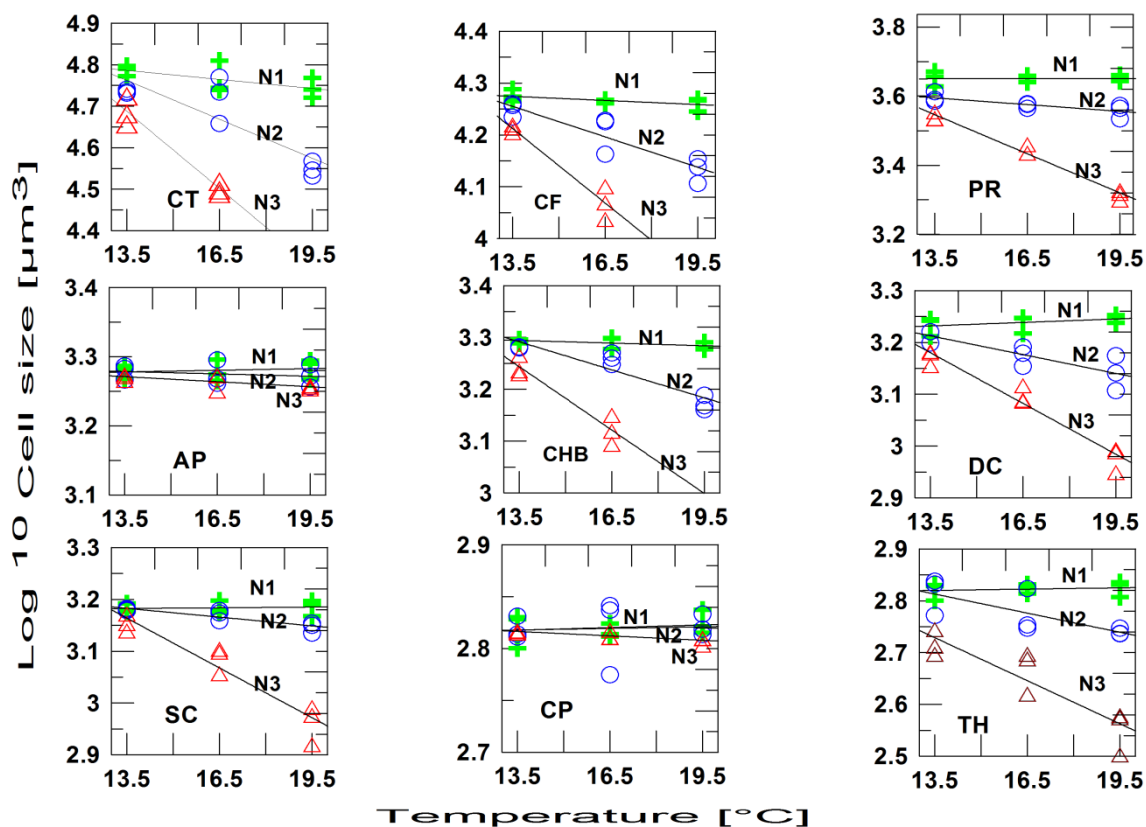 Log 10 Cell size [µm3]
4.9
4.8
4.7
4.6
4.5
4.4
N1
N2
N3
CT
13.5 16.5 19.5
4.4
4.3
4.2
4.1
4
N1
N2
N3
CF
13.5 16.5 19.5
3.8
3.6
3.4
3.2
N1
N2
N3
PR
13.5 16.5 19.5
3.4
3.3
3.2
3.1
N1
N2
N3
AP
13.5 16.5 19.5
3.4
3.3
3.2
3.1
3
N1
N2
N3
CHB
13.5 16.5 19.5
3.3
3.2
3.1
3
2.9
N1
N2
N3
DC
13.5 16.5 19.5
3.3
3.2
3.1
3
2.9
N1
N2
N3
SC
13.5 16.5 19.5
2.9
2.8
2.7
N1
N2
N3
CP
13.5 16.5 19.5
2.9
2.8
2.7
2.6
2.5
N1
N2
N3
TH
13.5 16.5 19.5
Temperature [°C]